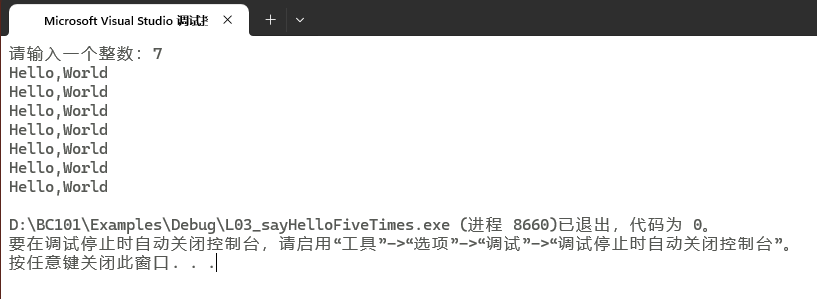 Microsoft Visual Studio 调试
请输入一个整数：7
Hello,World
Hello,World
Hello,World
Hello,World
Hello,World
Hello,World
Hello,World
D:\BC101\Examples\Debug\L03_sayHelloFiveTimes.exe (进程 8660)已退出，代码为 0。
要在调试停止时自动关闭控制台，请启用“工具”->“选项”->“调试”->“调试停止时自动关闭控制台”。
按任意键关闭此窗口. . .